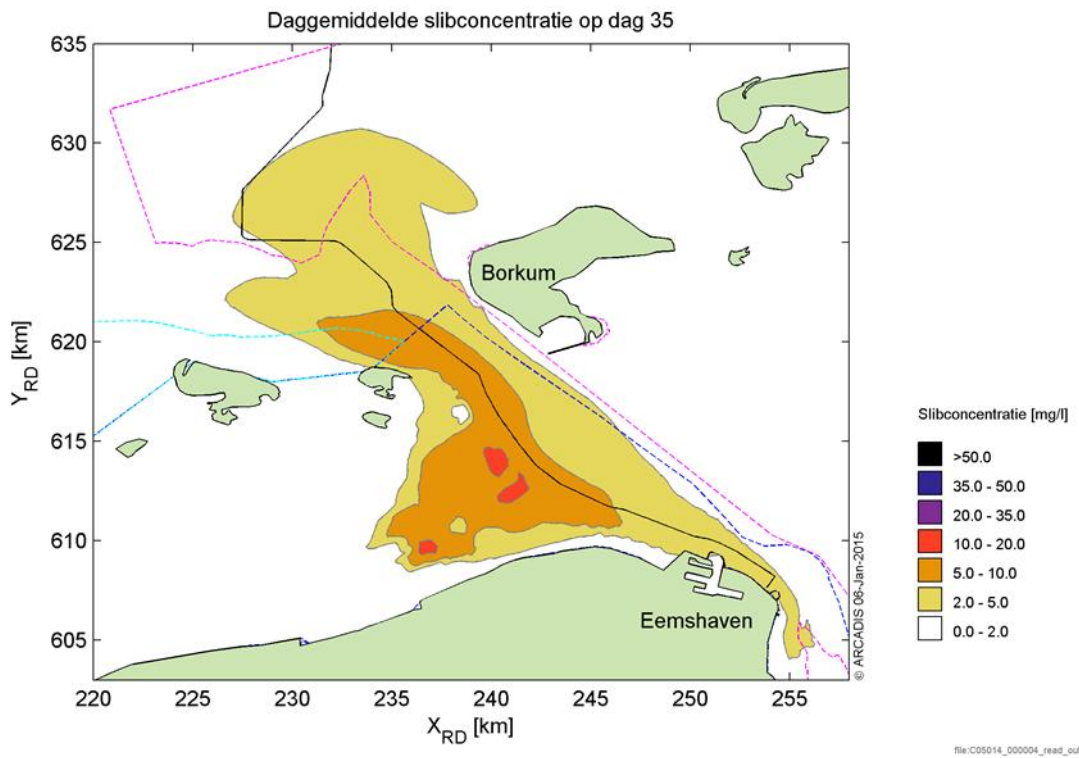 Daggemiddelde slibconcentratie op dag 35
635
630
625
620
615
610
605
Y_RD [km]
220 225 230 235 240 245 250 255
X_RD [km]
Borkum
Eemshaven
© ARCADIS 06-Jan-2015
Slibconcentratie [mg/l]
>50.0
35.0 - 50.0
20.0 - 35.0
10.0 - 20.0
5.0 - 10.0
2.0 - 5.0
0.0 - 2.0
file:C05014_000004_read_out